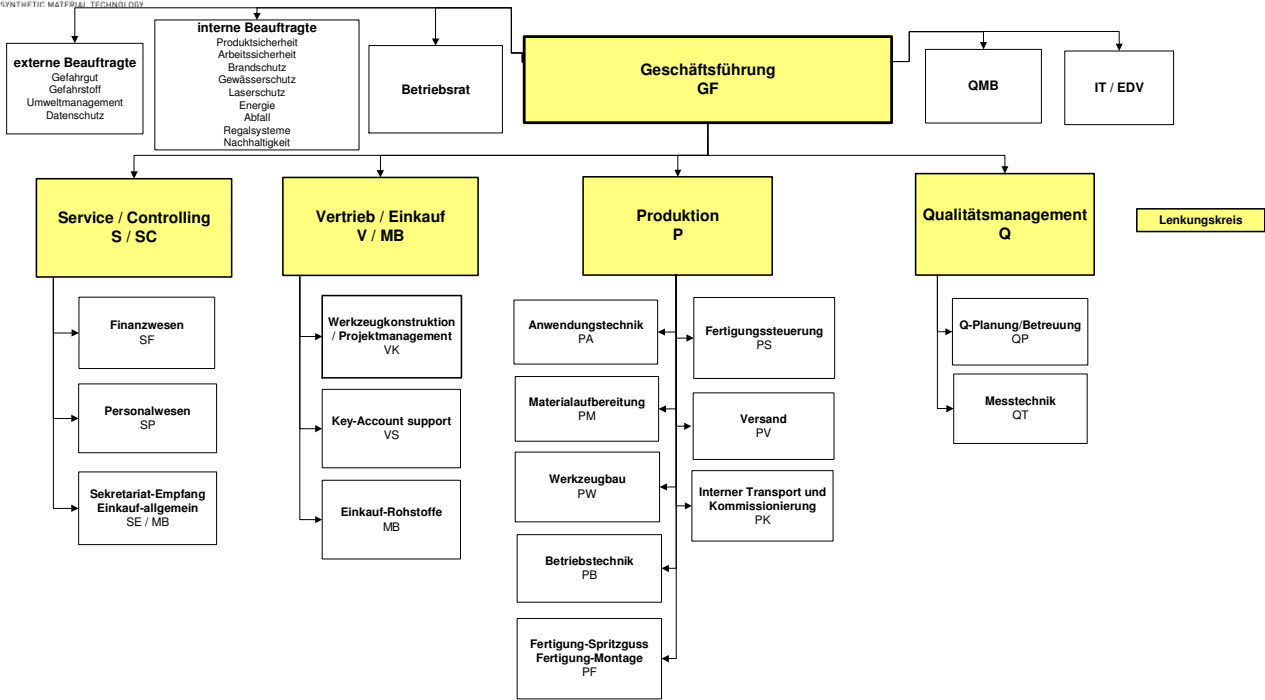 SYNTHETIC MATERIAL TECHNOLOGY
externe Beauftragte
Gefahrgut
Gefahrstoff
Umweltmanagement
Datenschutz
interne Beauftragte
Produktsicherheit
Arbeitssicherheit
Brandschutz
Gewässerschutz
Laserschutz
Energie
Abfall
Regalsysteme
Nachhaltigkeit
Betriebsrat
Geschäftsführung
GF
QMB
IT / EDV
Service / Controlling
S / SC
Vertrieb / Einkauf
V / MB
Produktion
P
Qualitätsmanagement
Q
Lenkungskreis
Finanzwesen
SF
Personalwesen
SP
Sekretariat-Empfang
Einkauf-allgemein
SE / MB
Werkzeugkonstruktion
/ Projektmanagement
VK
Key-Account support
VS
Einkauf-Rohstoffe
MB
Anwendungstechnik
PA
Materialaufbereitung
PM
Werkzeugbau
PW
Betriebstechnik
PB
Fertigung-Spritzguss
Fertigung-Montage
PF
Fertigungssteuerung
PS
Versand
PV
Interner Transport und
Kommissionierung
PK
Q-Planung/Betreuung
QP
Messtechnik
QT